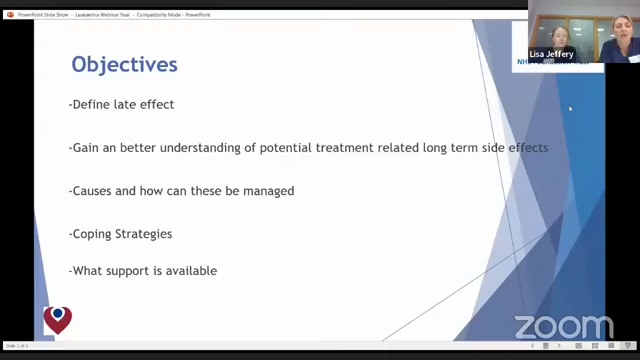 PowerPoint Slide Show - Leukaemia Webinar final - Compatibility Mode - PowerPoint
Lisa Jeffery
Objectives
-Define late effect
-Gain an better understanding of potential treatment related long term side effects
-Causes and how can these be managed
-Coping Strategies
-What support is available
zoom